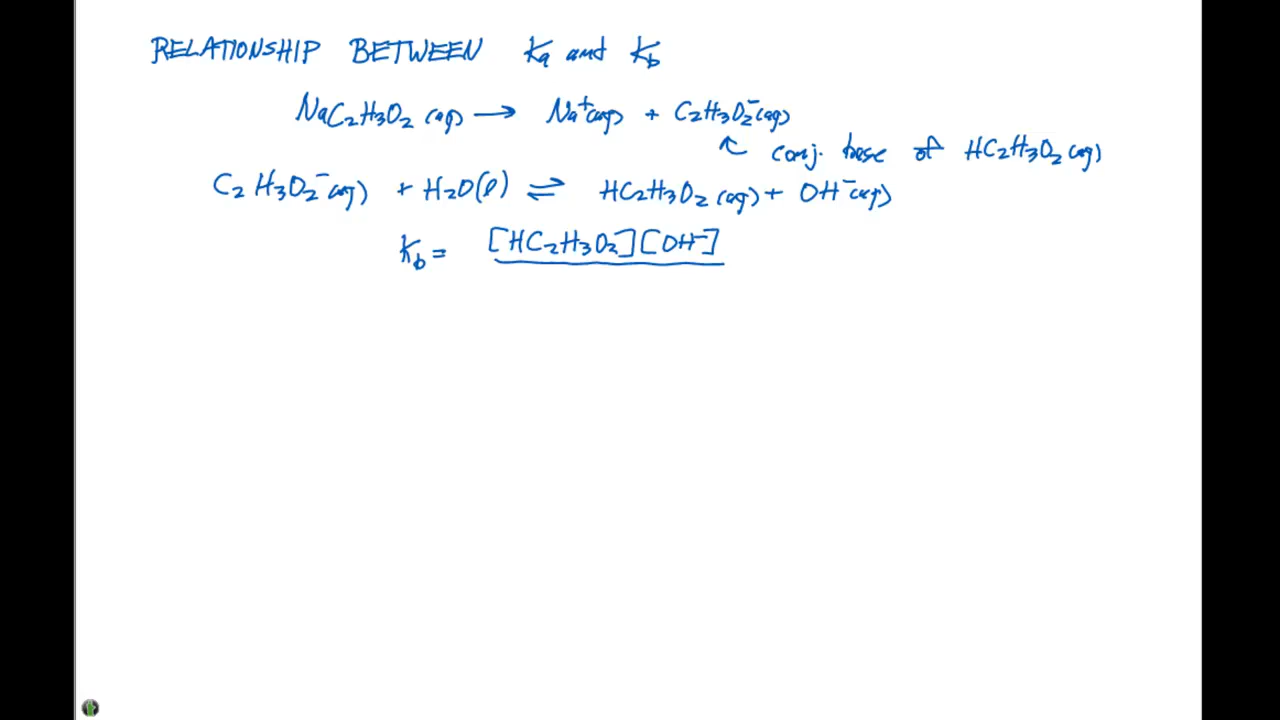 RELATIONSHIP BETWEEN Ka and Kb
NaC₂H₃O₂ (aq) → Na⁺(aq) + C₂H₃O₂⁻(aq)
↖ conj. base of HC₂H₃O₂ (aq)
C₂H₃O₂⁻(aq) + H₂O(l) ⇌ HC₂H₃O₂ (aq) + OH⁻(aq)
Kb = [HC₂H₃O₂][OH⁻]